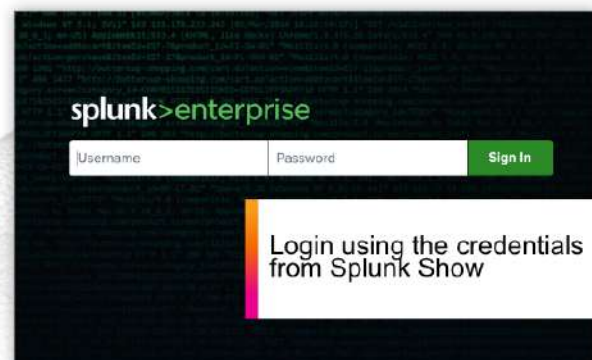 splunk>enterprise
Username Password Sign In
Login using the credentials
from Splunk Show